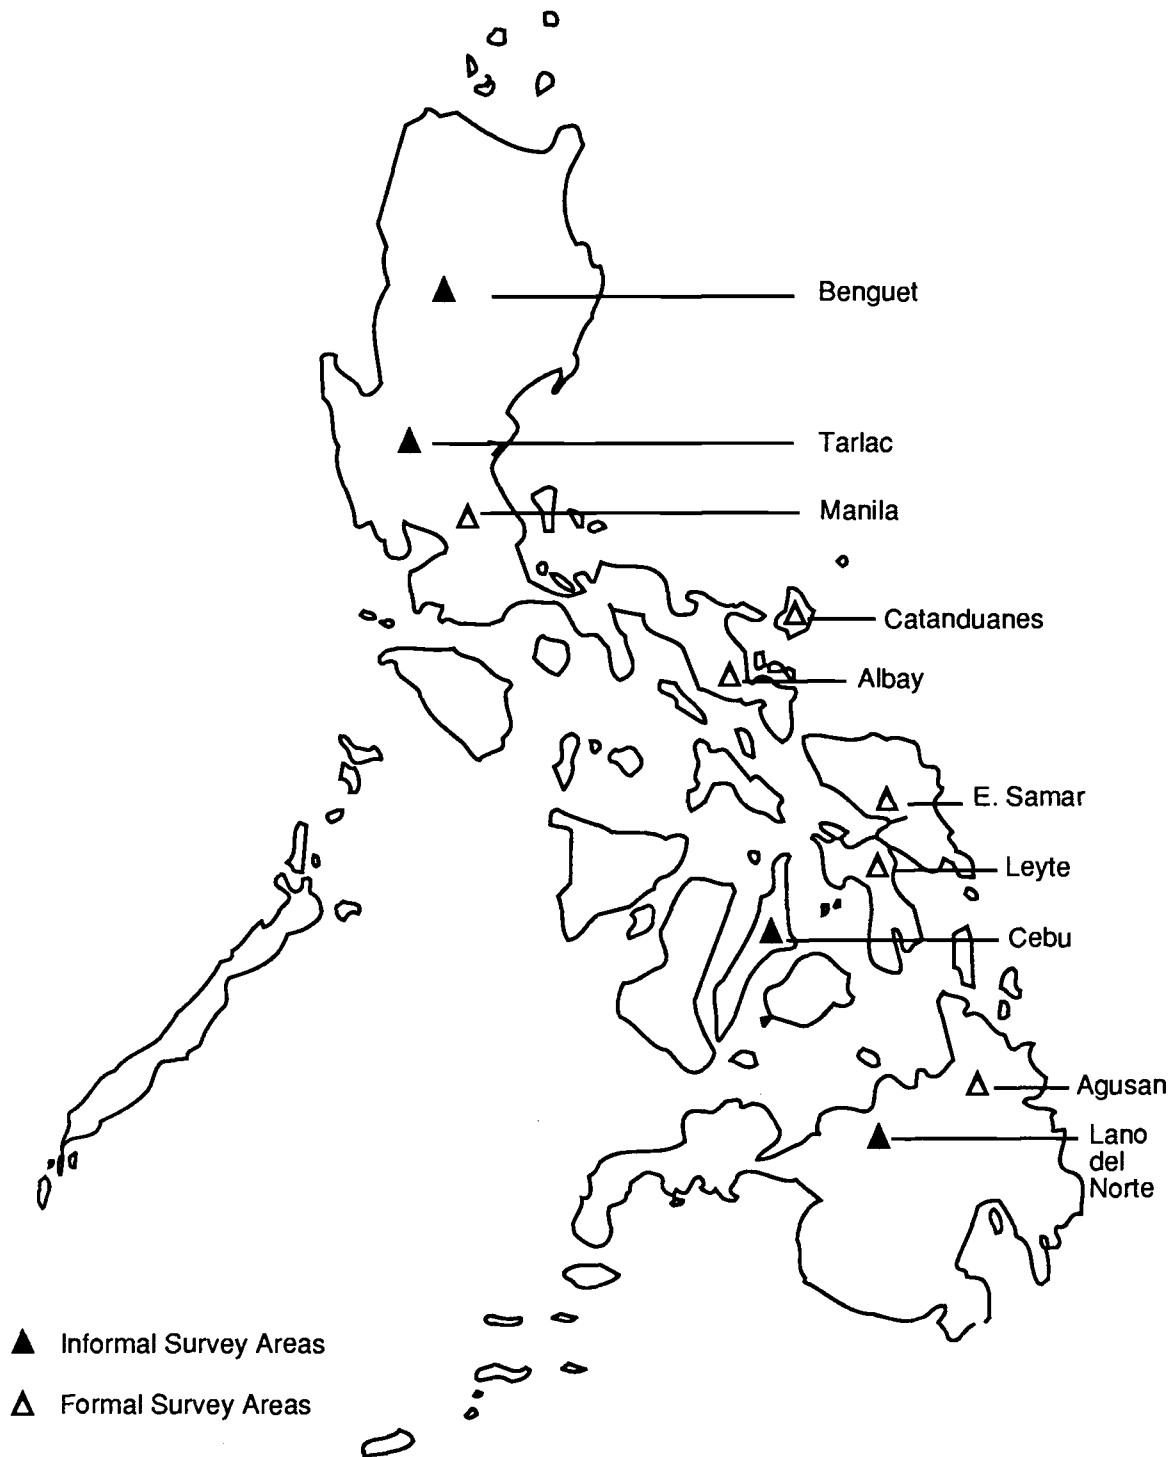 Benguet
Tarlac
Manila
Catanduanes
Albay
E. Samar
Leyte
Cebu
Agusan
Lano
del
Norte
Informal Survey Areas
Formal Survey Areas